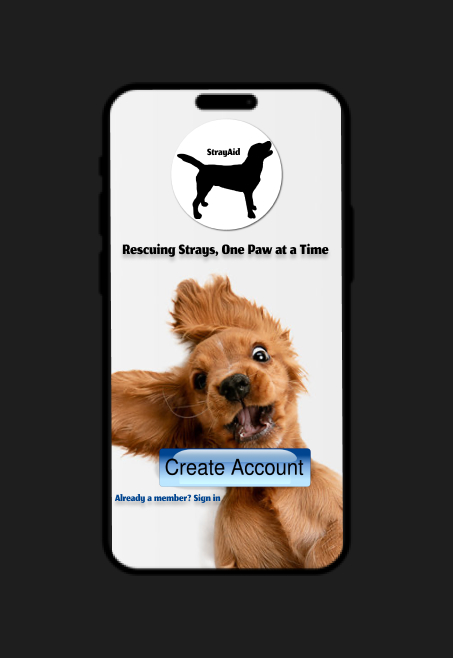 StrayAid
Rescuing Strays, One Paw at a Time
Create Account
Already a member? Sign in